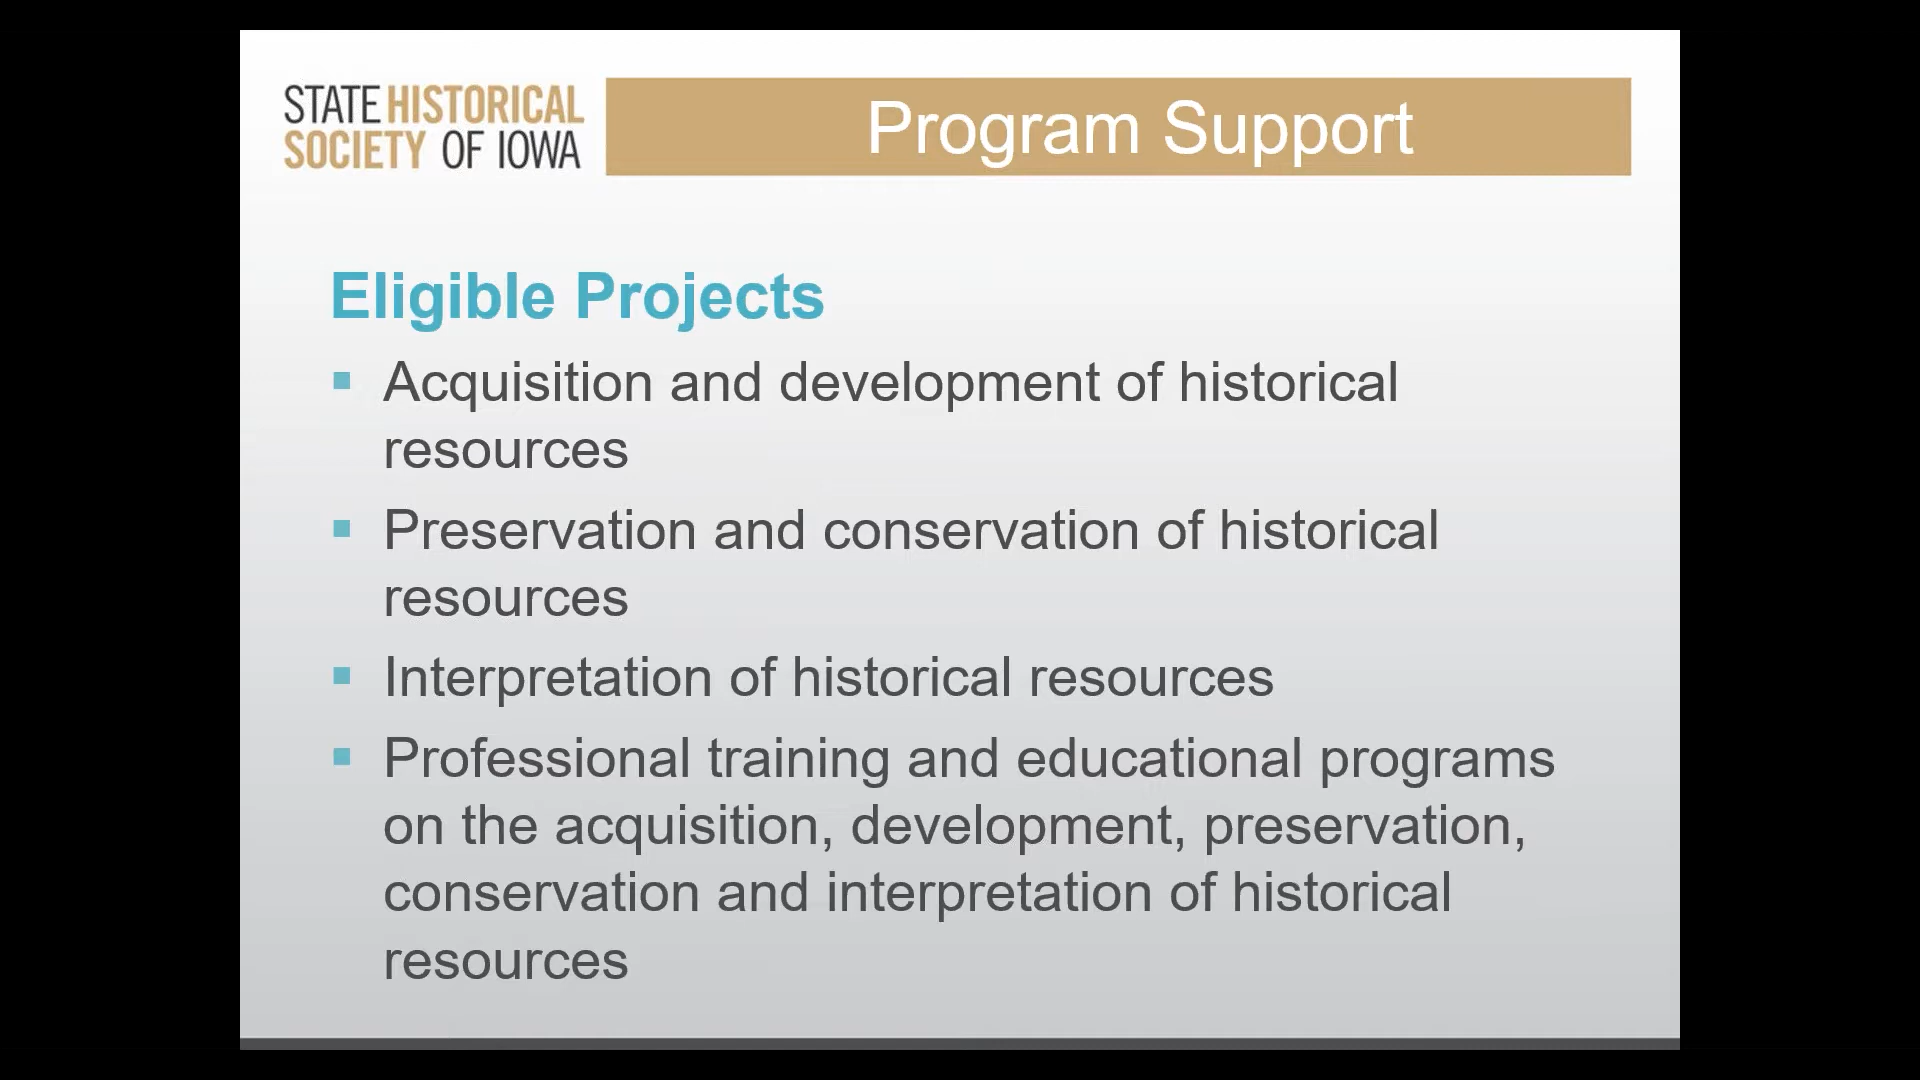 STATE HISTORICAL
SOCIETY OF IOWA
Program Support
Eligible Projects
Acquisition and development of historical
resources
Preservation and conservation of historical
resources
Interpretation of historical resources
Professional training and educational programs
on the acquisition, development, preservation,
conservation and interpretation of historical
resources